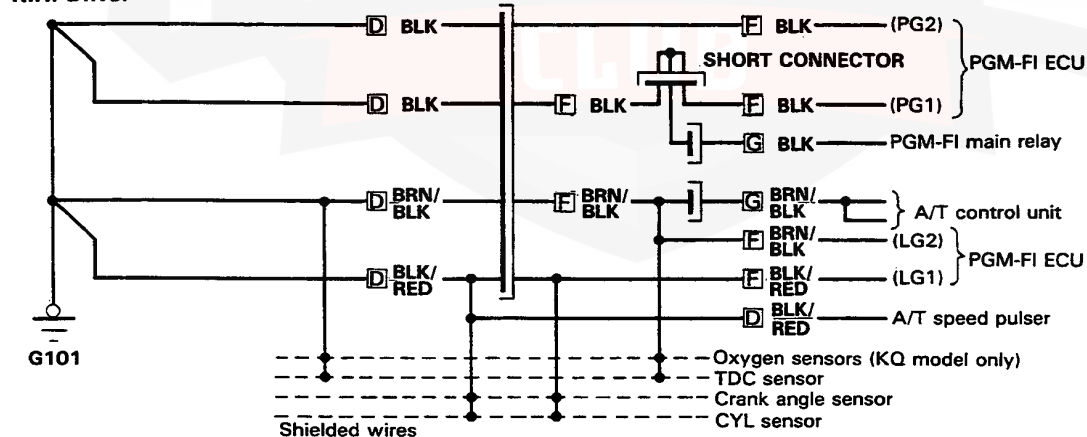 D BLK F BLK (PG2)
CLUB
SHORT CONNECTOR
PGM-FI ECU
D BLK F BLK F BLK (PG1)
G BLK PGM-FI main relay
D BRN/BLK F BRN/BLK G BRN/BLK A/T control unit
F BRN/BLK (LG2)
PGM-FI ECU
D BLK/RED F BLK/RED (LG1)
D BLK/RED A/T speed pulser
G101
Oxygen sensors (KQ model only)
TDC sensor
Crank angle sensor
CYL sensor
Shielded wires